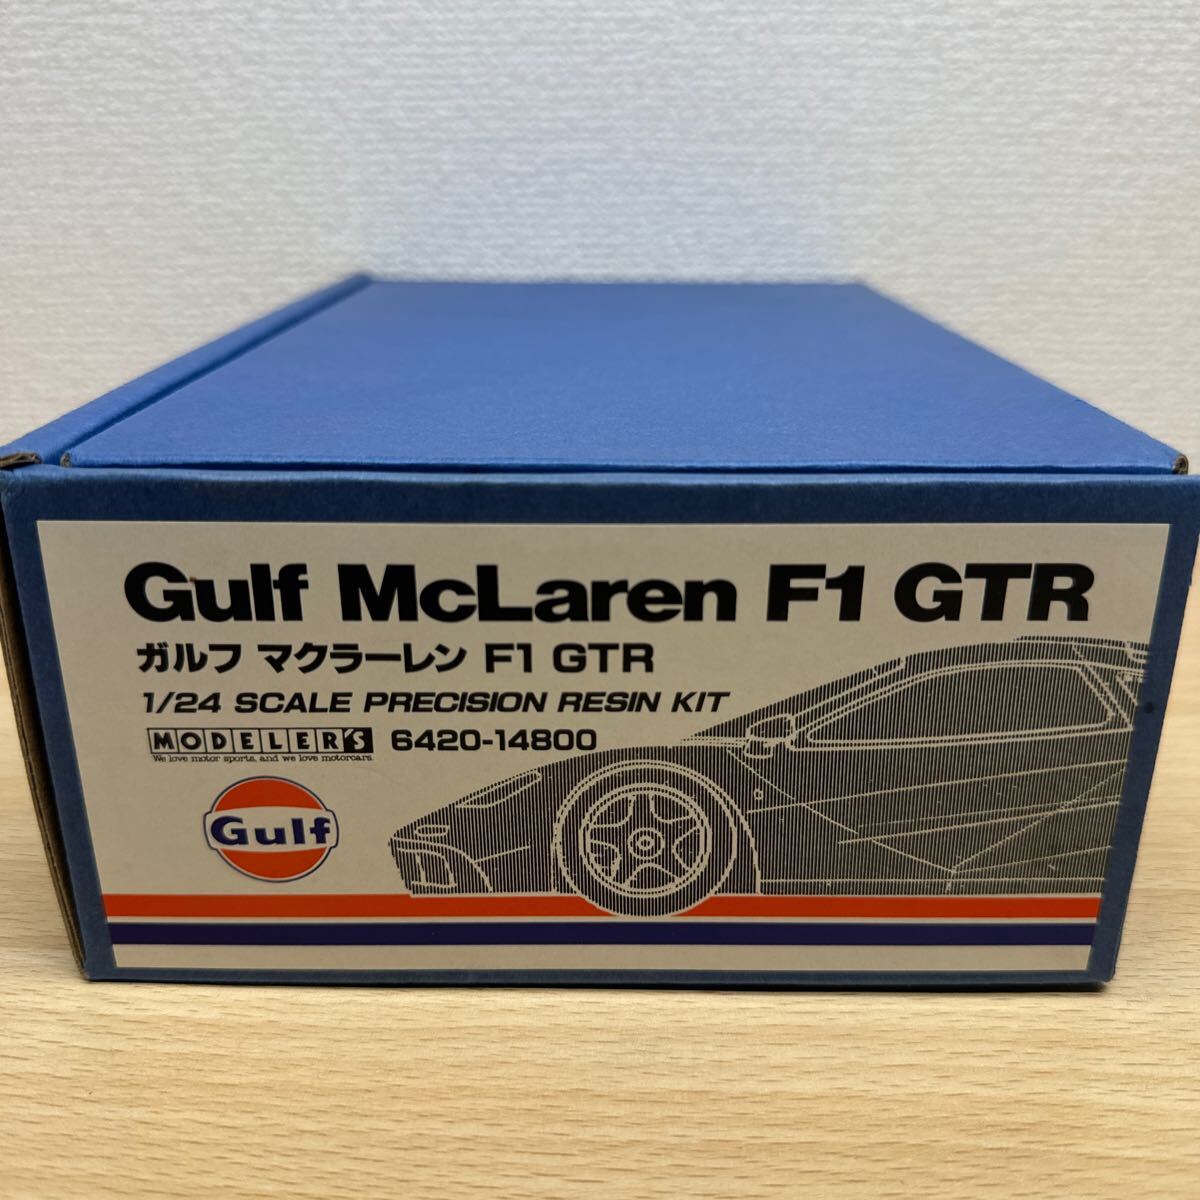 Gulf McLaren F1 GTR
ガルフ マクラーレン F1 GTR
1/24 SCALE PRECISION RESIN KIT
MODELER'S 6420-14800
We love motor sports, and we love motorcars.
Gulf